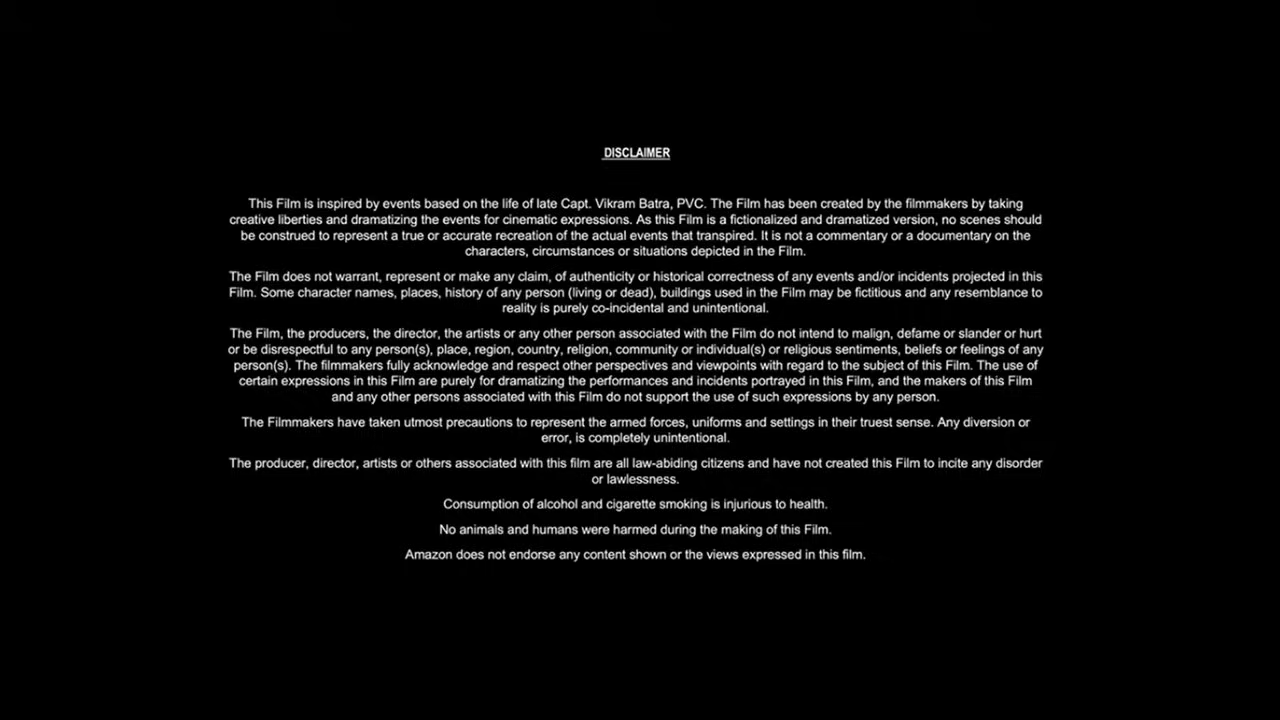 DISCLAIMER
This Film is inspired by events based on the life of late Capt. Vikram Batra, PVC. The Film has been created by the filmmakers by taking
creative liberties and dramatizing the events for cinematic expressions. As this Film is a fictionalized and dramatized version, no scenes should
be construed to represent a true or accurate recreation of the actual events that transpired. It is not a commentary or a documentary on the
characters, circumstances or situations depicted in the Film.
The Film does not warrant, represent or make any claim, of authenticity or historical correctness of any events and/or incidents projected in this
Film. Some character names, places, history of any person (living or dead), buildings used in the Film may be fictitious and any resemblance to
reality is purely co-incidental and unintentional.
The Film, the producers, the director, the artists or any other person associated with the Film do not intend to malign, defame or slander or hurt
or be disrespectful to any person(s), place, region, country, religion, community or individual(s) or religious sentiments, beliefs or feelings of any
person(s). The filmmakers fully acknowledge and respect other perspectives and viewpoints with regard to the subject of this Film. The use of
certain expressions in this Film are purely for dramatizing the performances and incidents portrayed in this Film, and the makers of this Film
and any other persons associated with this Film do not support the use of such expressions by any person.
The Filmmakers have taken utmost precautions to represent the armed forces, uniforms and settings in their truest sense. Any diversion or
error, is completely unintentional.
The producer, director, artists or others associated with this film are all law-abiding citizens and have not created this Film to incite any disorder
or lawlessness.
Consumption of alcohol and cigarette smoking is injurious to health.
No animals and humans were harmed during the making of this Film.
Amazon does not endorse any content shown or the views expressed in this film.